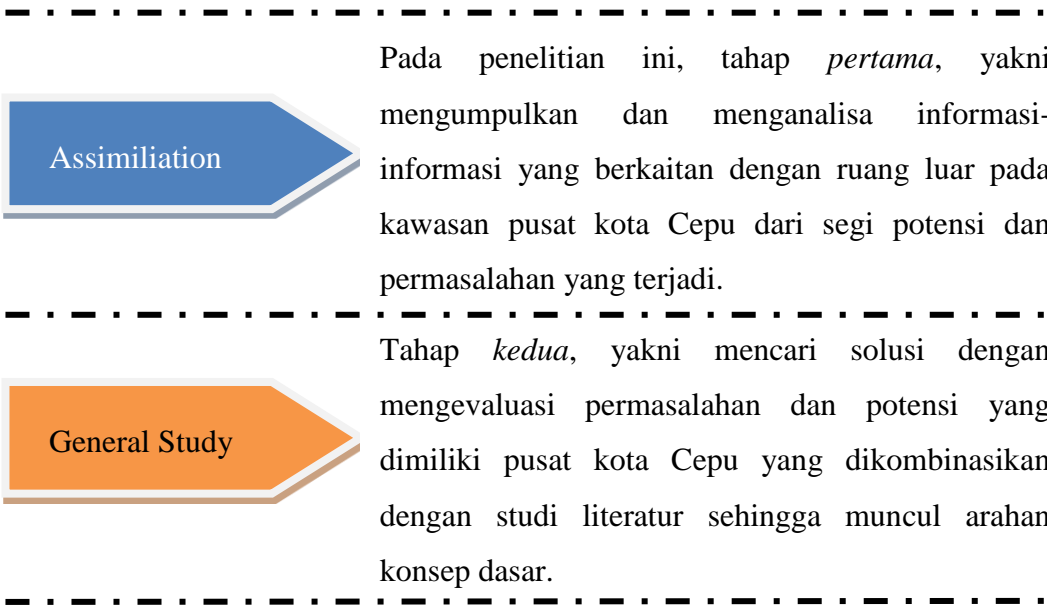 Assimiliation
Pada penelitian ini, tahap pertama, yakni
mengumpulkan dan menganalisa informasi-
informasi yang berkaitan dengan ruang luar pada
kawasan pusat kota Cepu dari segi potensi dan
permasalahan yang terjadi.
General Study
Tahap kedua, yakni mencari solusi dengan
mengevaluasi permasalahan dan potensi yang
dimiliki pusat kota Cepu yang dikombinasikan
dengan studi literatur sehingga muncul arahan
konsep dasar.